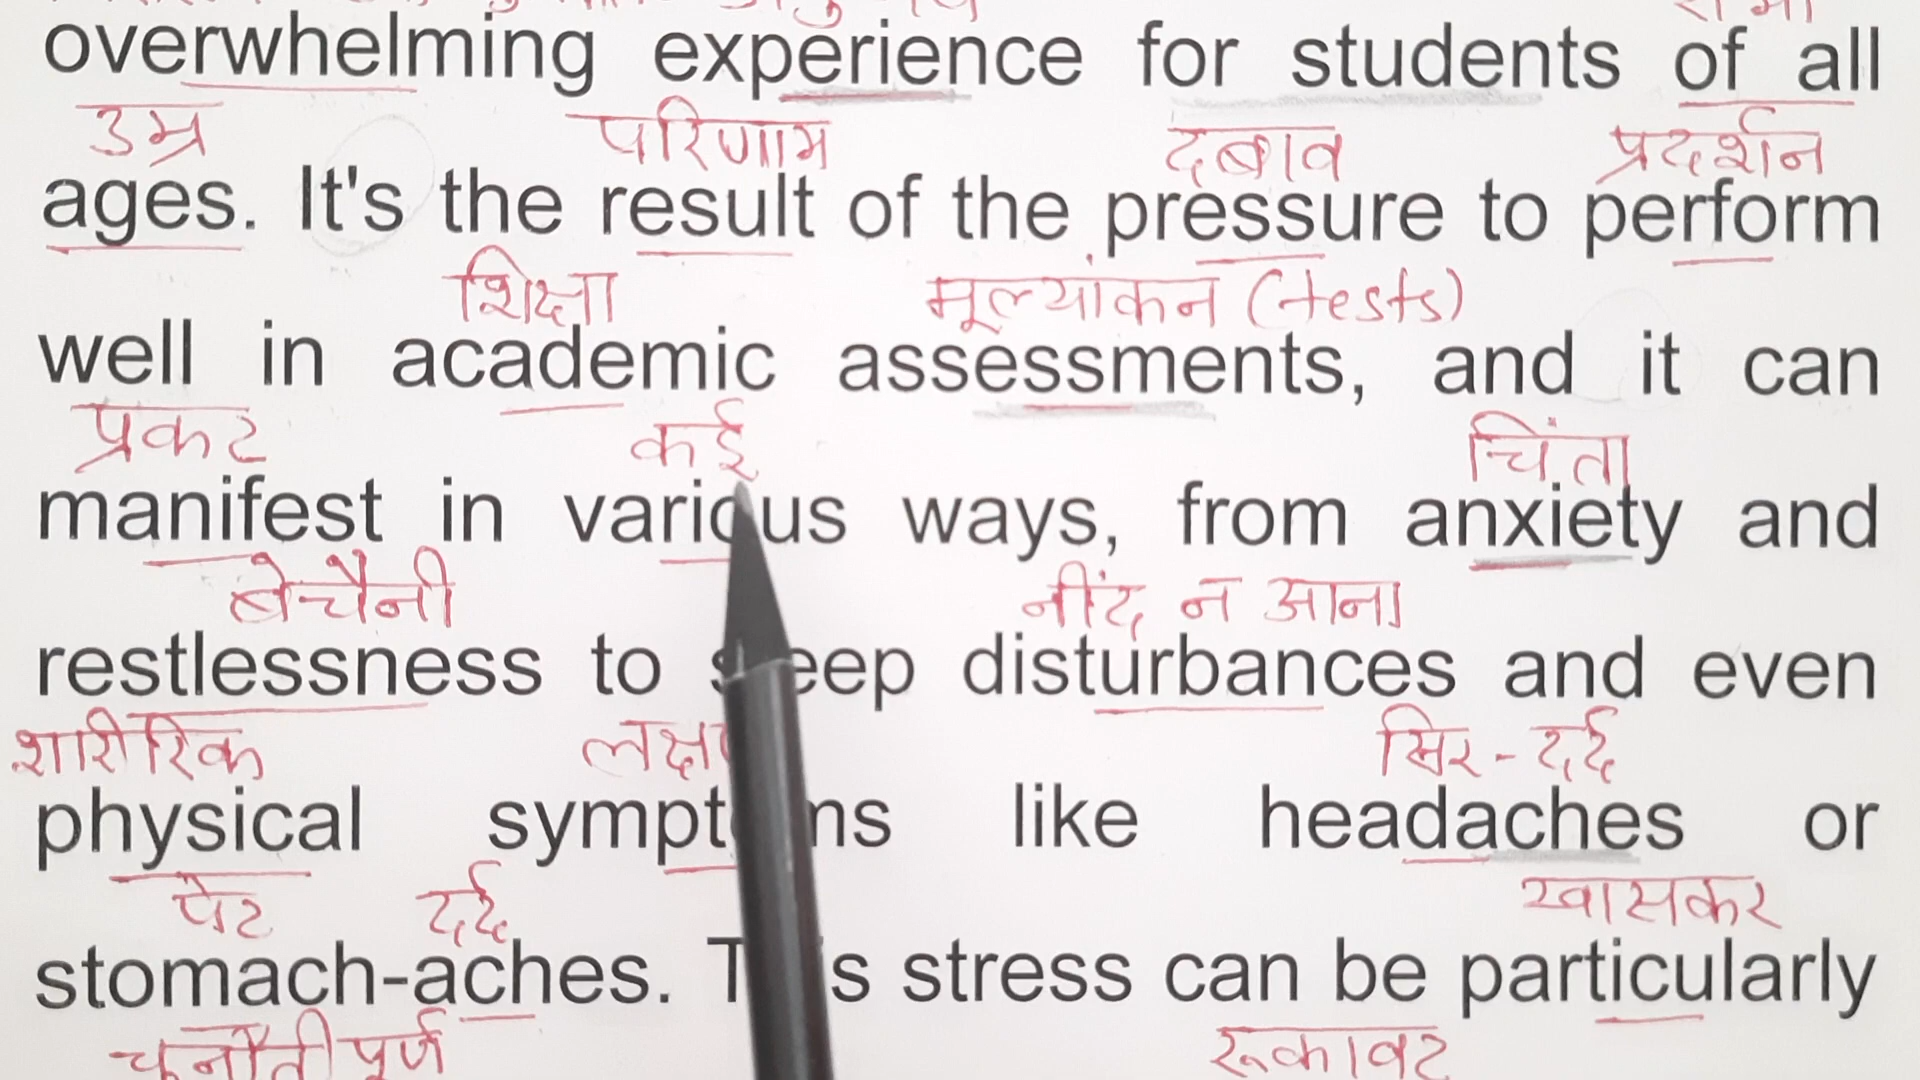 overwhelming experience for students of all
उम्र परिणाम दबाव प्रदर्शन
ages. It's the result of the pressure to perform
शिक्षा मूल्यांकन (tests)
well in academic assessments, and it can
प्रकट कई चिंता
manifest in various ways, from anxiety and
बेचैनी नींद न आना
restlessness to sleep disturbances and even
शारीरिक सिर-दर्द
physical symptoms like headaches or
पेट दर्द खासकर
stomach-aches. This stress can be particularly
चुनौतीपूर्ण रूकावट